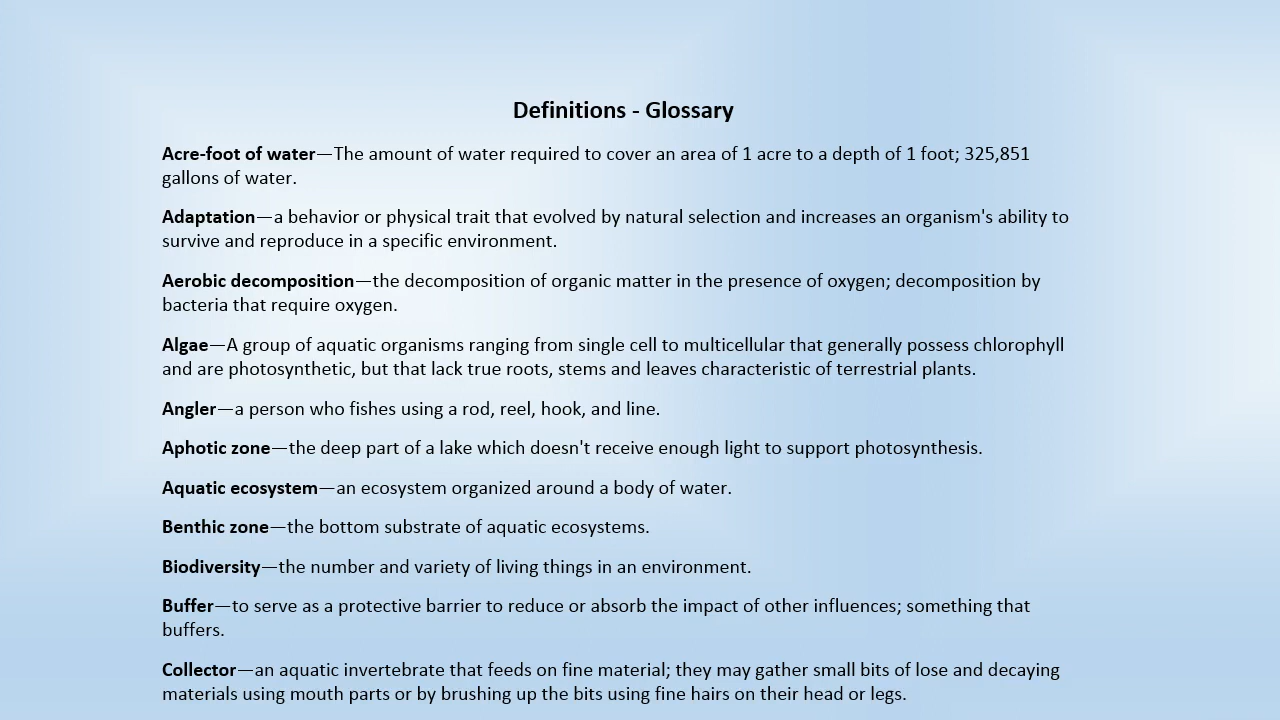 Definitions - Glossary
Acre-foot of water—The amount of water required to cover an area of 1 acre to a depth of 1 foot; 325,851
gallons of water.
Adaptation—a behavior or physical trait that evolved by natural selection and increases an organism's ability to
survive and reproduce in a specific environment.
Aerobic decomposition—the decomposition of organic matter in the presence of oxygen; decomposition by
bacteria that require oxygen.
Algae—A group of aquatic organisms ranging from single cell to multicellular that generally possess chlorophyll
and are photosynthetic, but that lack true roots, stems and leaves characteristic of terrestrial plants.
Angler—a person who fishes using a rod, reel, hook, and line.
Aphotic zone—the deep part of a lake which doesn't receive enough light to support photosynthesis.
Aquatic ecosystem—an ecosystem organized around a body of water.
Benthic zone—the bottom substrate of aquatic ecosystems.
Biodiversity—the number and variety of living things in an environment.
Buffer—to serve as a protective barrier to reduce or absorb the impact of other influences; something that
buffers.
Collector—an aquatic invertebrate that feeds on fine material; they may gather small bits of lose and decaying
materials using mouth parts or by brushing up the bits using fine hairs on their head or legs.